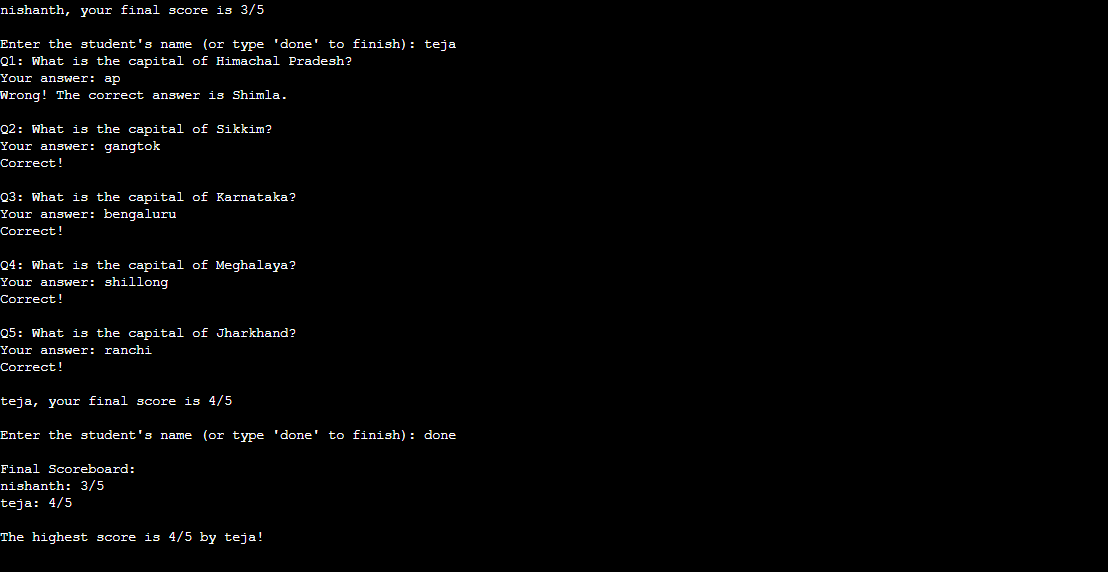 nishanth, your final score is 3/5
Enter the student's name (or type 'done' to finish): teja
Q1: What is the capital of Himachal Pradesh?
Your answer: ap
Wrong! The correct answer is Shimla.
Q2: What is the capital of Sikkim?
Your answer: gangtok
Correct!
Q3: What is the capital of Karnataka?
Your answer: bengaluru
Correct!
Q4: What is the capital of Meghalaya?
Your answer: shillong
Correct!
Q5: What is the capital of Jharkhand?
Your answer: ranchi
Correct!
teja, your final score is 4/5
Enter the student's name (or type 'done' to finish): done
Final Scoreboard:
nishanth: 3/5
teja: 4/5
The highest score is 4/5 by teja!